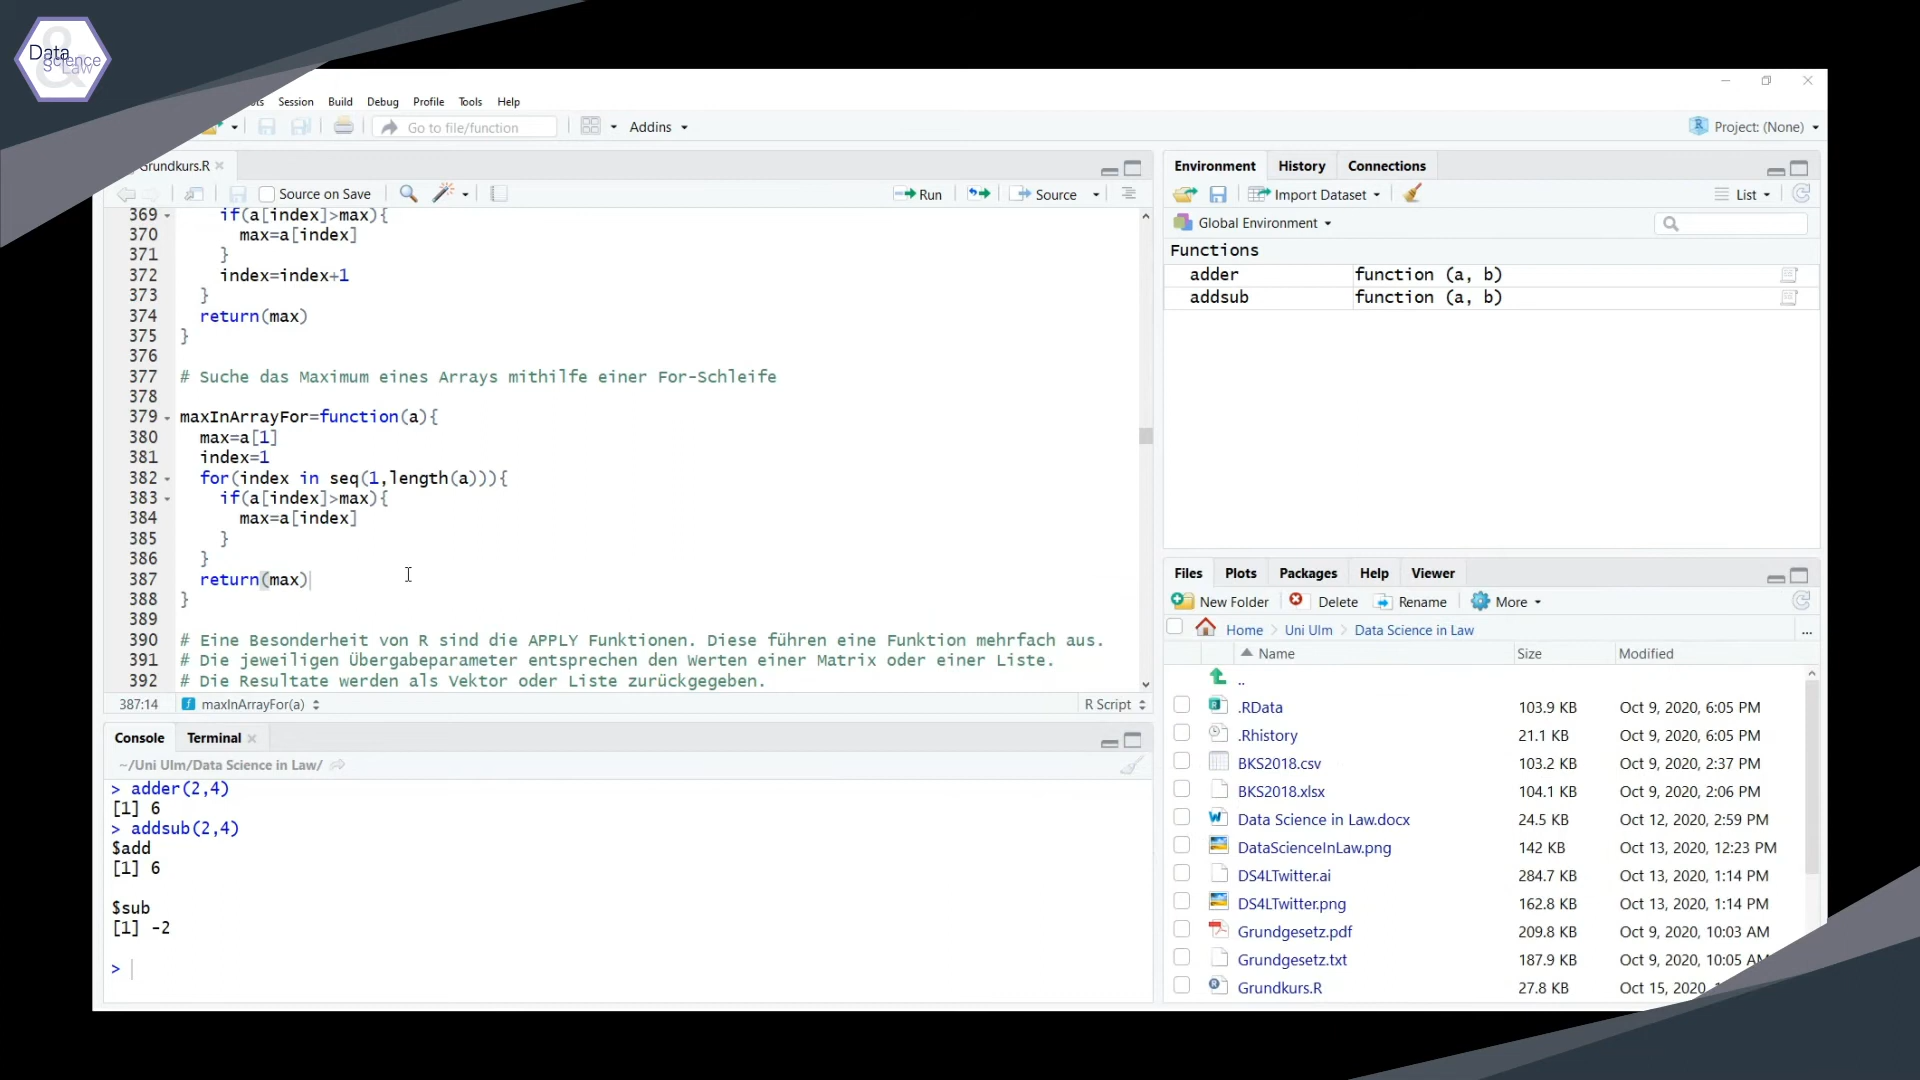 Data
Science
& Law
Session Build Debug Profile Tools Help
Go to file/function
Addins
Project: (None)
Grundkurs.R
Source on Save
Run
Source
369 if(a[index]>max){
370 max=a[index]
371 }
372 index=index+1
373 }
374 return(max)
375 }
376
377 # Suche das Maximum eines Arrays mithilfe einer For-Schleife
378
379 maxInArrayFor=function(a){
380 max=a[1]
381 index=1
382 for(index in seq(1,length(a))){
383 if(a[index]>max){
384 max=a[index]
385 }
386 }
387 return(max)
388 }
389
390 # Eine Besonderheit von R sind die APPLY Funktionen. Diese führen eine Funktion mehrfach aus.
391 # Die jeweiligen Übergabeparameter entsprechen den Werten einer Matrix oder einer Liste.
392 # Die Resultate werden als Vektor oder Liste zurückgegeben.
387:14 maxInArrayFor(a) R Script
Console Terminal
~/Uni Ulm/Data Science in Law/
> adder(2,4)
[1] 6
> addsub(2,4)
$add
[1] 6
$sub
[1] -2
>
Environment History Connections
Import Dataset
List
Global Environment
Functions
adder function (a, b)
addsub function (a, b)
Files Plots Packages Help Viewer
New Folder Delete Rename More
Home Uni Ulm Data Science in Law ...
Name Size Modified
..
.RData 103.9 KB Oct 9, 2020, 6:05 PM
.Rhistory 21.1 KB Oct 9, 2020, 6:05 PM
BKS2018.csv 103.2 KB Oct 9, 2020, 2:37 PM
BKS2018.xlsx 104.1 KB Oct 9, 2020, 2:06 PM
Data Science in Law.docx 24.5 KB Oct 12, 2020, 2:59 PM
DataScienceInLaw.png 142 KB Oct 13, 2020, 12:23 PM
DS4LTwitter.ai 284.7 KB Oct 13, 2020, 1:14 PM
DS4LTwitter.png 162.8 KB Oct 13, 2020, 1:14 PM
Grundgesetz.pdf 209.8 KB Oct 9, 2020, 10:03 AM
Grundgesetz.txt 187.9 KB Oct 9, 2020, 10:05 AM
Grundkurs.R 27.8 KB Oct 15, 2020,